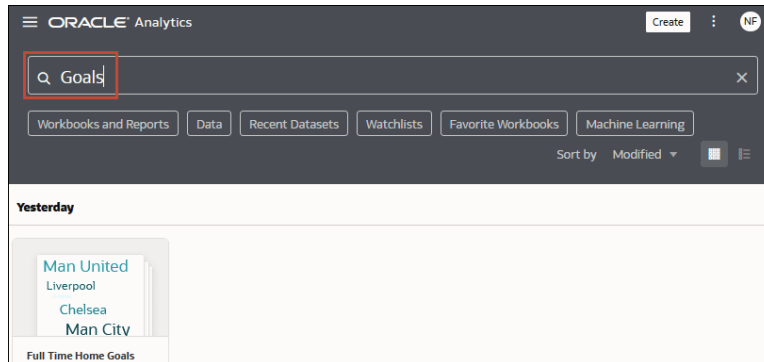 ORACLE Analytics Create NF
Goals
Workbooks and Reports Data Recent Datasets Watchlists Favorite Workbooks Machine Learning
Sort by Modified
Yesterday
Man United
Liverpool
Chelsea
Man City
Full Time Home Goals